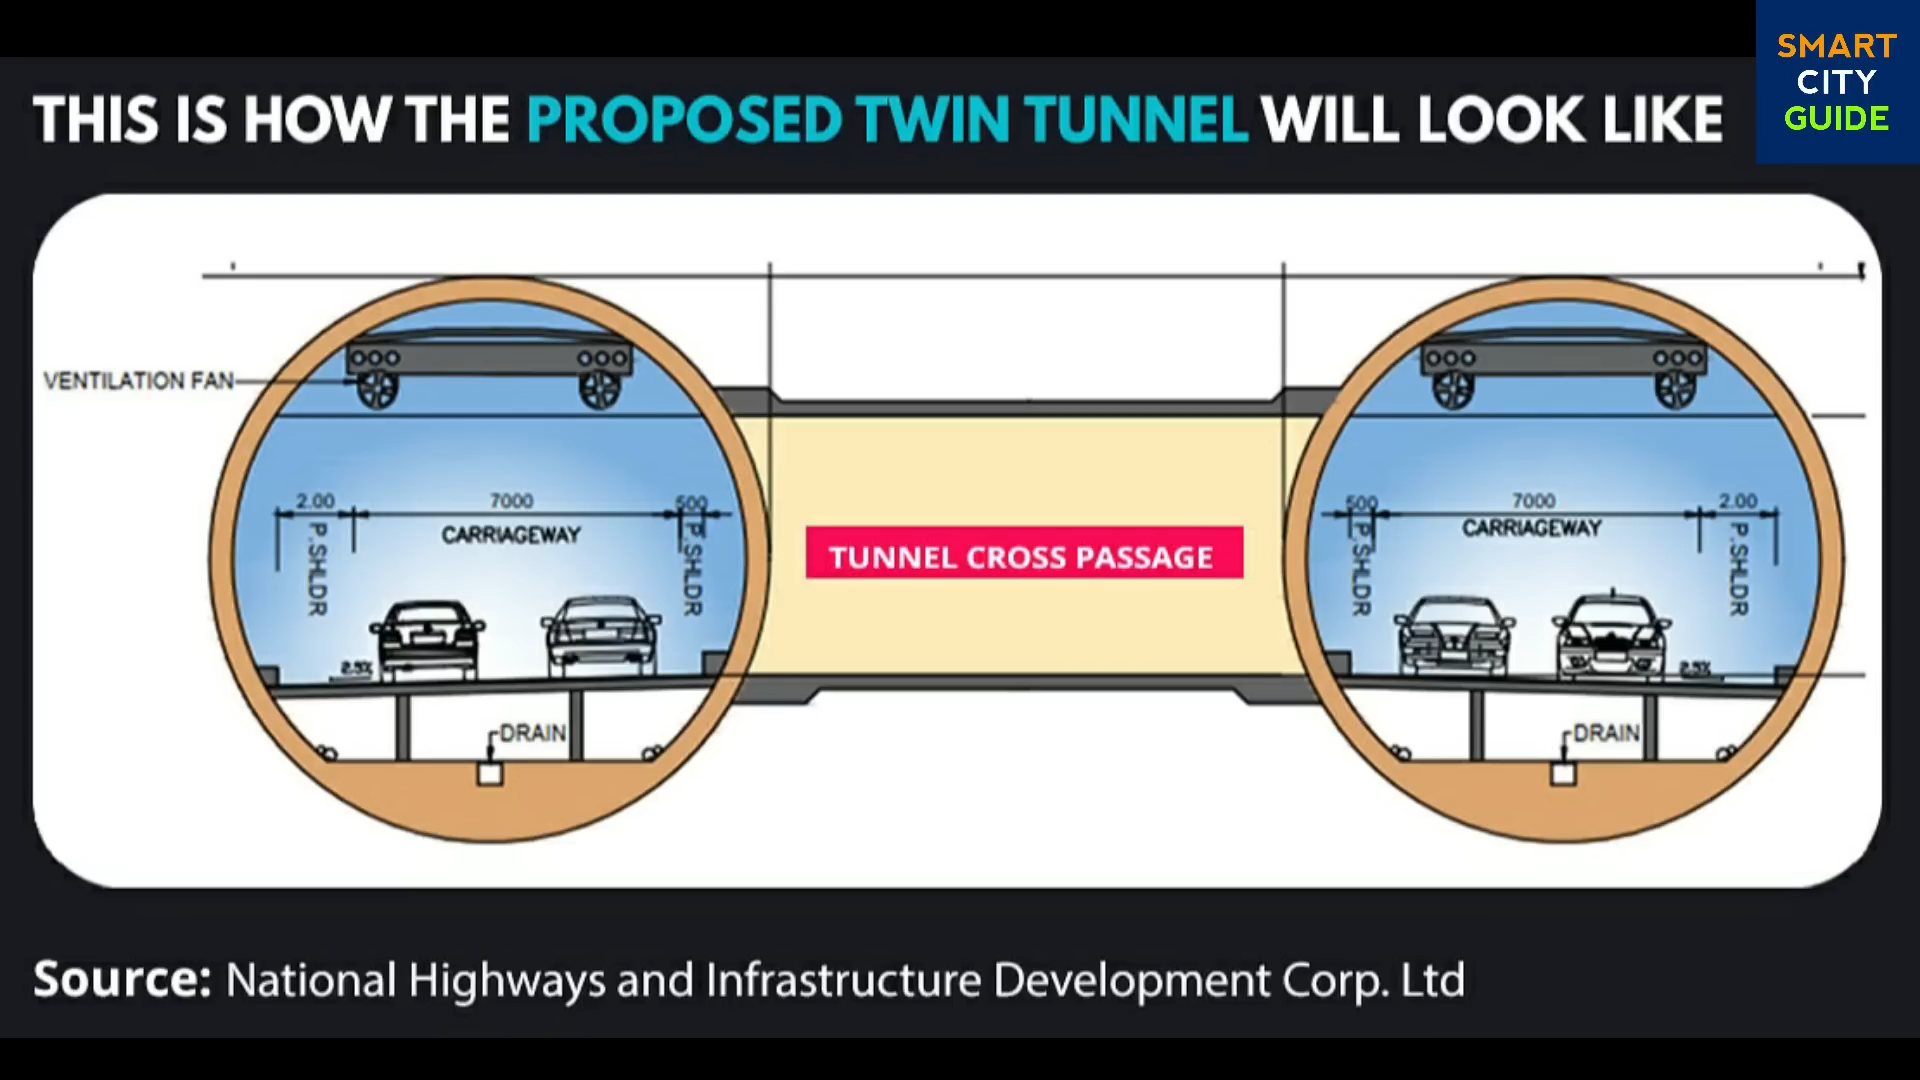 SMART
CITY
GUIDE
THIS IS HOW THE PROPOSED TWIN TUNNEL WILL LOOK LIKE
VENTILATION FAN
2.00 7000 500
CARRIAGEWAY
P.SHLDR P.SHLDR
2.5%
DRAIN
TUNNEL CROSS PASSAGE
500 7000 2.00
CARRIAGEWAY
P.SHLDR P.SHLDR
2.5%
DRAIN
Source: National Highways and Infrastructure Development Corp. Ltd